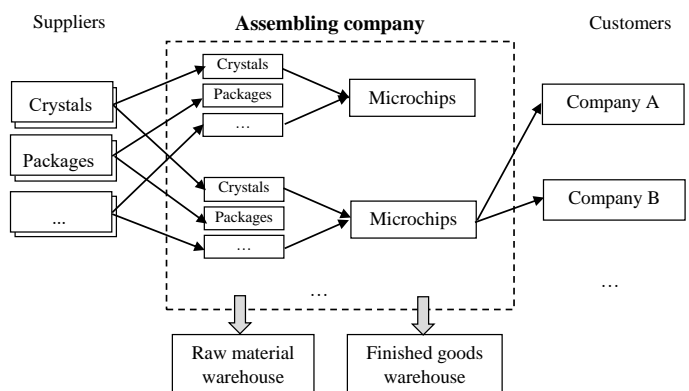 Suppliers
Assembling company
Customers
Crystals
Packages
...
Crystals
Packages
…
Microchips
Crystals
Packages
…
Microchips
…
Company A
Company B
…
Raw material
warehouse
Finished goods
warehouse